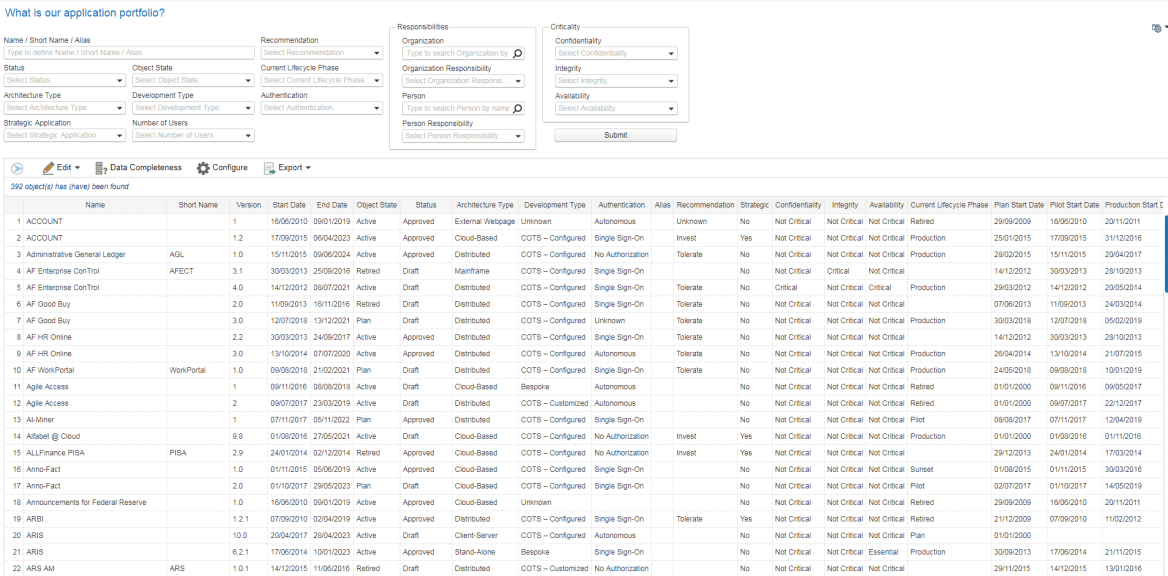 What is our application portfolio?
Name / Short Name / Alias
Type to define Name / Short Name / Alias.
Recommendation
Select Recommendation.
Status
Select Status.
Object State
Select Object State.
Current Lifecycle Phase
Select Current Lifecycle Phase.
Architecture Type
Select Architecture Type.
Development Type
Select Development Type.
Authentication
Select Authentication.
Strategic Application
Select Strategic Application.
Number of Users
Select Number of Users.
Responsibilities
Organization
Type to search Organization by
Organization Responsibility
Select Organization Responsi...
Person
Type to search Person by name
Person Responsibility
Select Person Responsibility.
Criticality
Confidentiality
Select Confidentiality.
Integrity
Select Integrity.
Availability
Select Availability
Submit
Edit Data Completeness Configure Export
392 object(s) has (have) been found.
Name Short Name Version Start Date End Date Object State Status Architecture Type Development Type Authentication Alias Recommendation Strategic Confidentiality Integrity Availability Current Lifecycle Phase Plan Start Date Pilot Start Date Production Start D
1 ACCOUNT 1 16/06/2010 09/01/2019 Active Approved External Webpage Unknown Autonomous Unknown No Not Critical Not Critical Not Critical Retired 29/09/2009 16/06/2010 20/11/2011
2 ACCOUNT 1.2 17/09/2015 06/04/2023 Active Approved Cloud-Based COTS – Configured Single Sign-On Invest Yes Not Critical Not Critical Not Critical Production 25/01/2015 17/09/2015 31/12/2016
3 Administrative General Ledger AGL 1.0 15/11/2015 09/06/2024 Active Approved Distributed COTS – Configured No Authorization Tolerate No Not Critical Not Critical Not Critical Production 28/02/2015 15/11/2015 20/04/2017
4 AF Enterprise ConTrol AFECT 3.1 30/03/2013 25/09/2016 Retired Draft Mainframe COTS – Configured Single Sign-On No Not Critical Critical Not Critical 14/12/2012 30/03/2013 28/10/2013
5 AF Enterprise ConTrol 4.0 14/12/2012 08/07/2021 Active Draft Distributed COTS – Configured Single Sign-On Tolerate No Critical Not Critical Critical Production 29/03/2012 14/12/2012 20/05/2014
6 AF Good Buy 2.0 11/09/2013 16/11/2016 Retired Draft Distributed COTS – Configured Single Sign-On Tolerate No Not Critical Not Critical Not Critical 07/06/2013 11/09/2013 24/03/2014
7 AF Good Buy 3.0 12/07/2018 13/12/2021 Plan Draft Distributed COTS – Configured Unknown Tolerate No Not Critical Not Critical Not Critical Production 30/03/2018 12/07/2018 05/02/2019
8 AF HR Online 2.2 30/03/2013 24/09/2017 Active Draft Distributed COTS – Configured Single Sign-On Tolerate No Not Critical Not Critical Not Critical 14/12/2012 30/03/2013 28/10/2013
9 AF HR Online 3.0 13/10/2014 07/07/2020 Active Approved Distributed COTS – Configured Autonomous Tolerate No Not Critical Not Critical Not Critical Production 26/04/2014 13/10/2014 21/07/2015
10 AF WorkPortal WorkPortal 1.0 09/08/2018 21/02/2021 Plan Draft Distributed COTS – Configured Single Sign-On Tolerate No Not Critical Not Critical Not Critical Production 24/05/2018 09/08/2018 10/01/2019
11 Agile Access 1 09/11/2016 08/08/2018 Active Draft Cloud-Based Bespoke Autonomous No Not Critical Not Critical Not Critical Retired 01/01/2000 09/11/2016 09/05/2017
12 Agile Access 2 09/07/2017 23/03/2019 Active Draft Cloud-Based COTS – Customized Autonomous No Not Critical Not Critical Not Critical Retired 01/01/2000 09/07/2017 22/12/2017
13 AI-Miner 1 07/11/2017 05/11/2022 Plan Approved Distributed COTS – Configured Single Sign-On No Not Critical Not Critical Not Critical Pilot 08/08/2017 07/11/2017 12/04/2019
14 Alfabet @ Cloud 9.8 01/08/2016 27/05/2021 Active Draft Cloud-Based COTS – Configured No Authorization Invest Yes Not Critical Not Critical Not Critical Production 01/01/2000 01/08/2016 01/11/2016
15 ALLFinance PISA PISA 2.9 24/01/2014 02/12/2014 Retired Approved Cloud-Based COTS – Configured No Authorization Invest Yes Not Critical Not Critical Not Critical 29/12/2013 24/01/2014 17/03/2014
16 Anno-Fact 1.0 01/11/2015 05/06/2019 Active Approved Cloud-Based COTS – Configured Single Sign-On No Not Critical Not Critical Not Critical Sunset 01/08/2015 01/11/2015 30/03/2016
17 Anno-Fact 2.0 01/10/2017 29/05/2023 Plan Draft Cloud-Based COTS – Configured Single Sign-On No Not Critical Not Critical Not Critical Pilot 02/07/2017 01/10/2017 14/05/2019
18 Announcements for Federal Reserve 1.0 16/06/2010 09/01/2019 Active Approved Cloud-Based Unknown No Not Critical Not Critical Not Critical Retired 29/09/2009 16/06/2010 20/11/2011
19 ARBI 1.2.1 07/09/2010 02/04/2019 Active Approved Distributed COTS – Configured Single Sign-On Tolerate Yes Not Critical Not Critical Not Critical Retired 21/12/2009 07/09/2010 11/02/2012
20 ARIS 10.0 20/04/2017 28/04/2023 Active Draft Client-Server COTS – Configured Autonomous No Not Critical Not Critical Not Critical Plan 01/01/2000
21 ARIS 6.2.1 17/06/2014 10/01/2023 Active Approved Stand-Alone Bespoke Single Sign-On No Not Critical Not Critical Essential Production 30/09/2013 17/06/2014 21/11/2015
22 ARS AM ARS 1.0.1 14/12/2015 11/06/2016 Retired Draft Distributed COTS – Customized No Authorization No Not Critical Not Critical Not Critical 29/11/2015 14/12/2015 13/01/2016